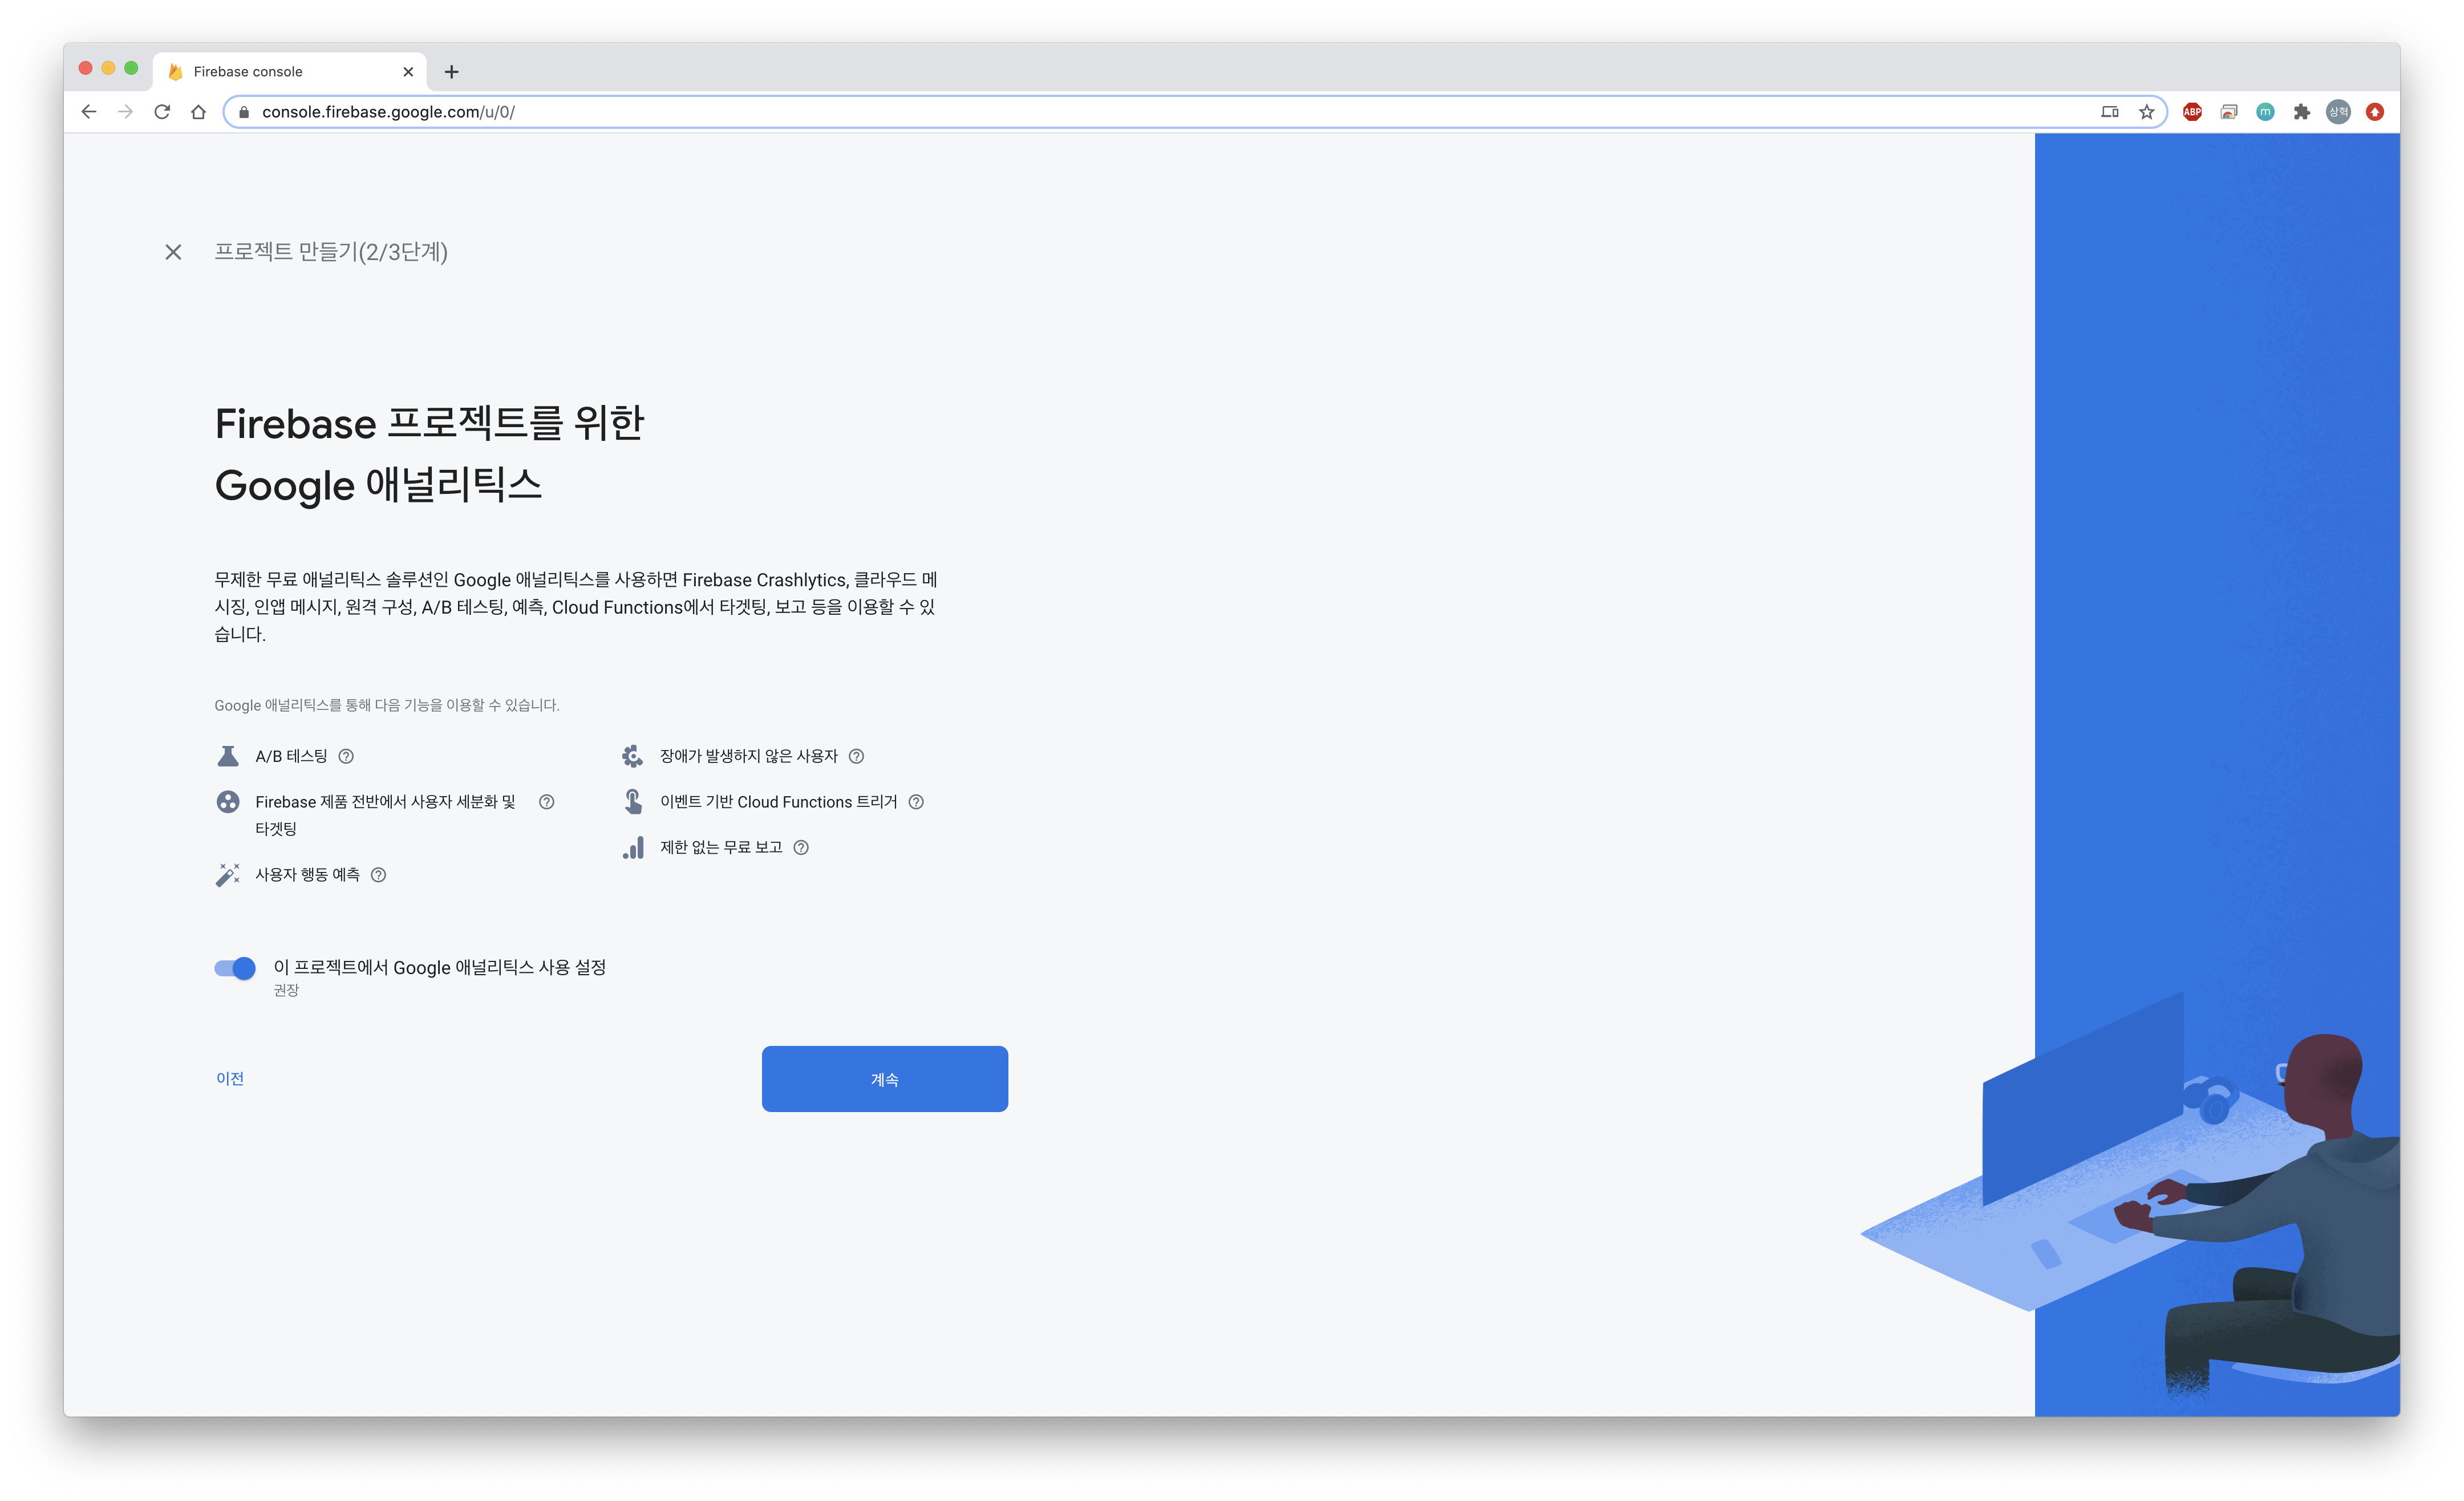 Firebase console
console.firebase.google.com/u/0/
ABP
m
상혁
프로젝트 만들기(2/3단계)
Firebase 프로젝트를 위한
Google 애널리틱스
무제한 무료 애널리틱스 솔루션인 Google 애널리틱스를 사용하면 Firebase Crashlytics, 클라우드 메
시징, 인앱 메시지, 원격 구성, A/B 테스팅, 예측, Cloud Functions에서 타겟팅, 보고 등을 이용할 수 있
습니다.
Google 애널리틱스를 통해 다음 기능을 이용할 수 있습니다.
A/B 테스팅
Firebase 제품 전반에서 사용자 세분화 및
타겟팅
사용자 행동 예측
장애가 발생하지 않은 사용자
이벤트 기반 Cloud Functions 트리거
제한 없는 무료 보고
이 프로젝트에서 Google 애널리틱스 사용 설정
권장
이전
계속